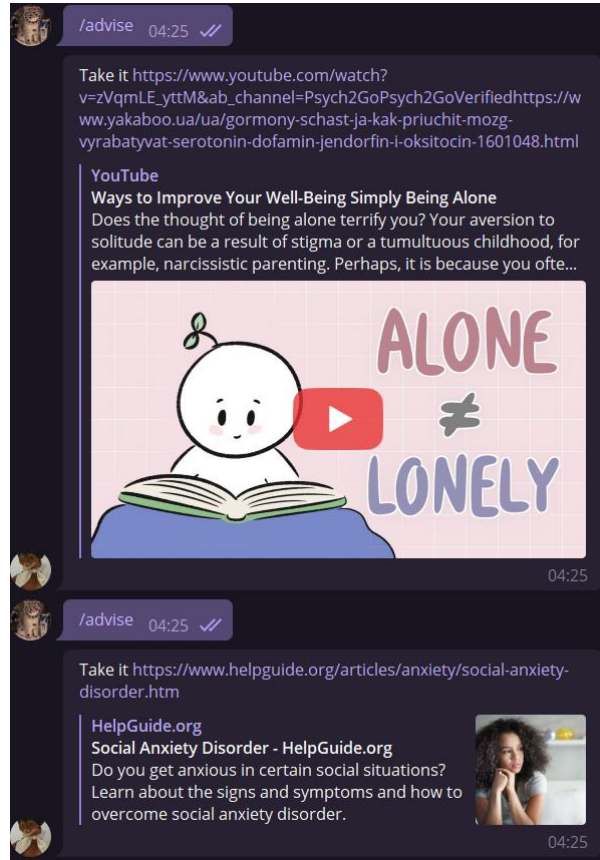 /advise 04:25
Take it https://www.youtube.com/watch?
v=zVqmLE_yttM&ab_channel=Psych2GoPsych2GoVerifiedhttps://w
ww.yakaboo.ua/ua/gormony-schast-ja-kak-priuchit-mozg-
vyrabatyvat-serotonin-dofamin-jendorfin-i-oksitocin-1601048.html
YouTube
Ways to Improve Your Well-Being Simply Being Alone
Does the thought of being alone terrify you? Your aversion to
solitude can be a result of stigma or a tumultuous childhood, for
example, narcissistic parenting. Perhaps, it is because you ofte...
ALONE
≠
LONELY
04:25
/advise 04:25
Take it https://www.helpguide.org/articles/anxiety/social-anxiety-
disorder.htm
HelpGuide.org
Social Anxiety Disorder - HelpGuide.org
Do you get anxious in certain social situations?
Learn about the signs and symptoms and how to
overcome social anxiety disorder.
04:25